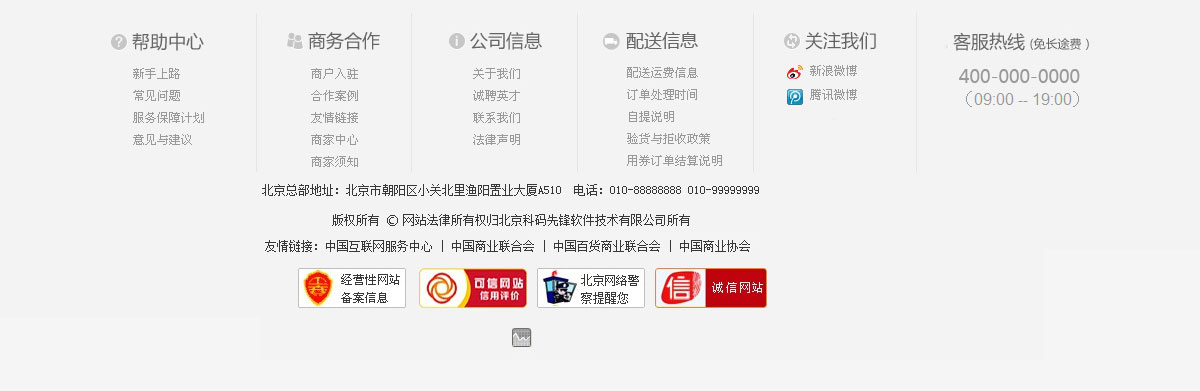 帮助中心
新手上路
常见问题
服务保障计划
意见与建议
商务合作
商户入驻
合作案例
友情链接
商家中心
商家须知
公司信息
关于我们
诚聘英才
联系我们
法律声明
配送信息
配送运费信息
订单处理时间
自提说明
验货与拒收政策
用券订单结算说明
关注我们
新浪微博
腾讯微博
客服热线 (免长途费 )
400-000-0000
（09:00 -- 19:00）
北京总部地址：北京市朝阳区小关北里渔阳置业大厦A510 电话：010-88888888 010-99999999
版权所有 © 网站法律所有权归北京科码先锋软件技术有限公司所有
友情链接：中国互联网服务中心 | 中国商业联合会 | 中国百货商业联合会 | 中国商业协会
经营性网站
备案信息
可信网站
信用评价
北京网络警
察提醒您
信
诚信网站